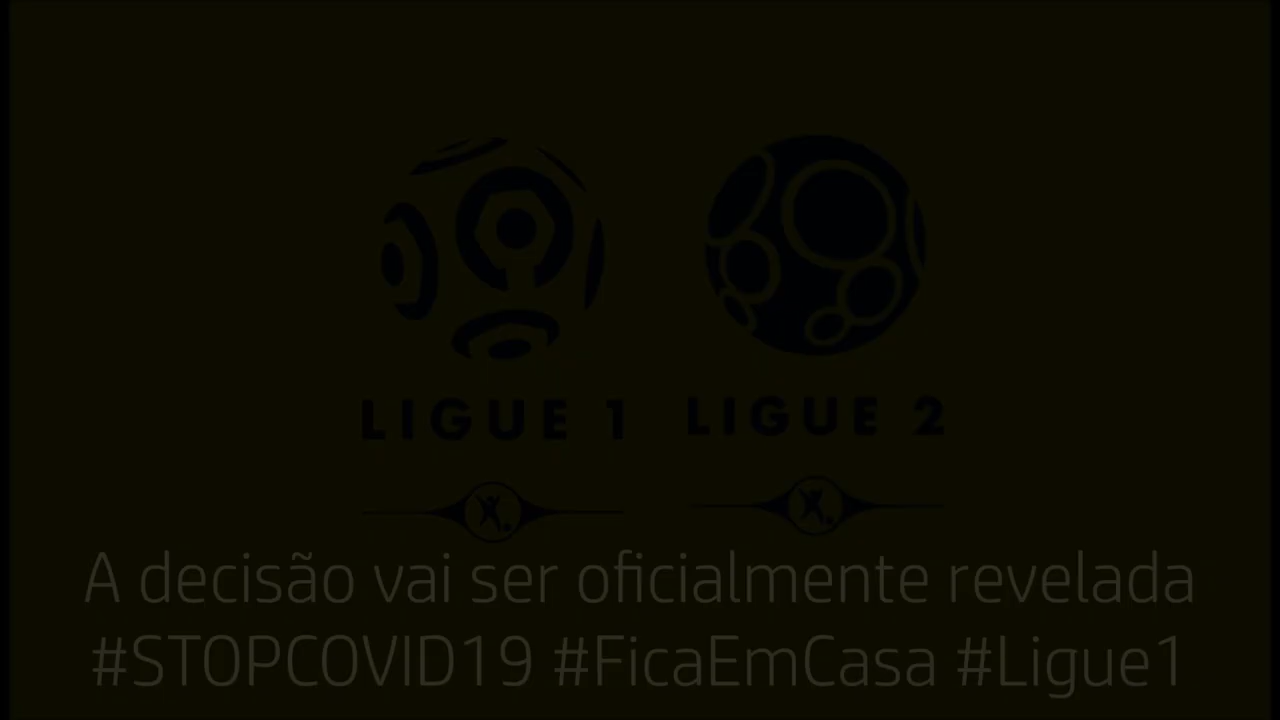 LIGUE 1 LIGUE 2
A decisão vai ser oficialmente revelada
#STOPCOVID19 #FicaEmCasa #Ligue1